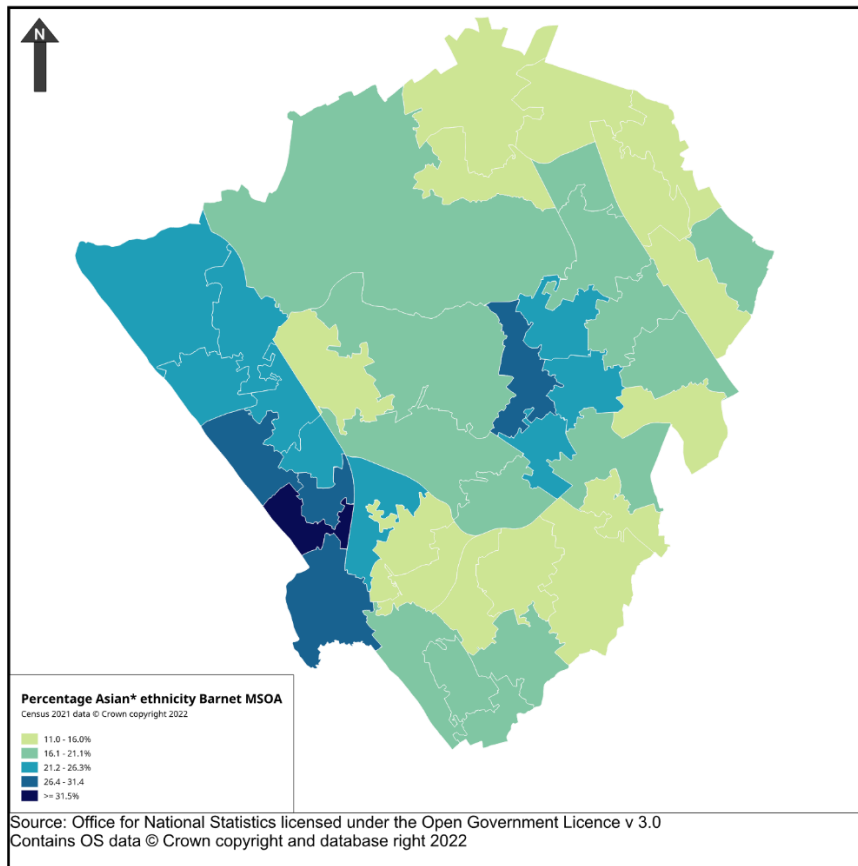 N
Percentage Asian* ethnicity Barnet MSOA
Census 2021 data © Crown copyright 2022
11.0 - 16.0%
16.1 - 21.1%
21.2 - 26.3%
26.4 - 31.4
>= 31.5%
Source: Office for National Statistics licensed under the Open Government Licence v 3.0
Contains OS data © Crown copyright and database right 2022